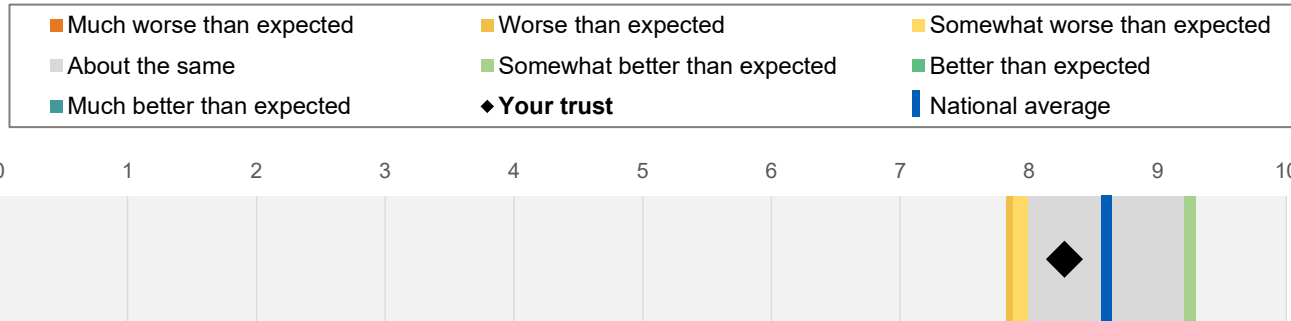 Much worse than expected Worse than expected Somewhat worse than expected
About the same Somewhat better than expected Better than expected
Much better than expected Your trust National average
0 1 2 3 4 5 6 7 8 9 10